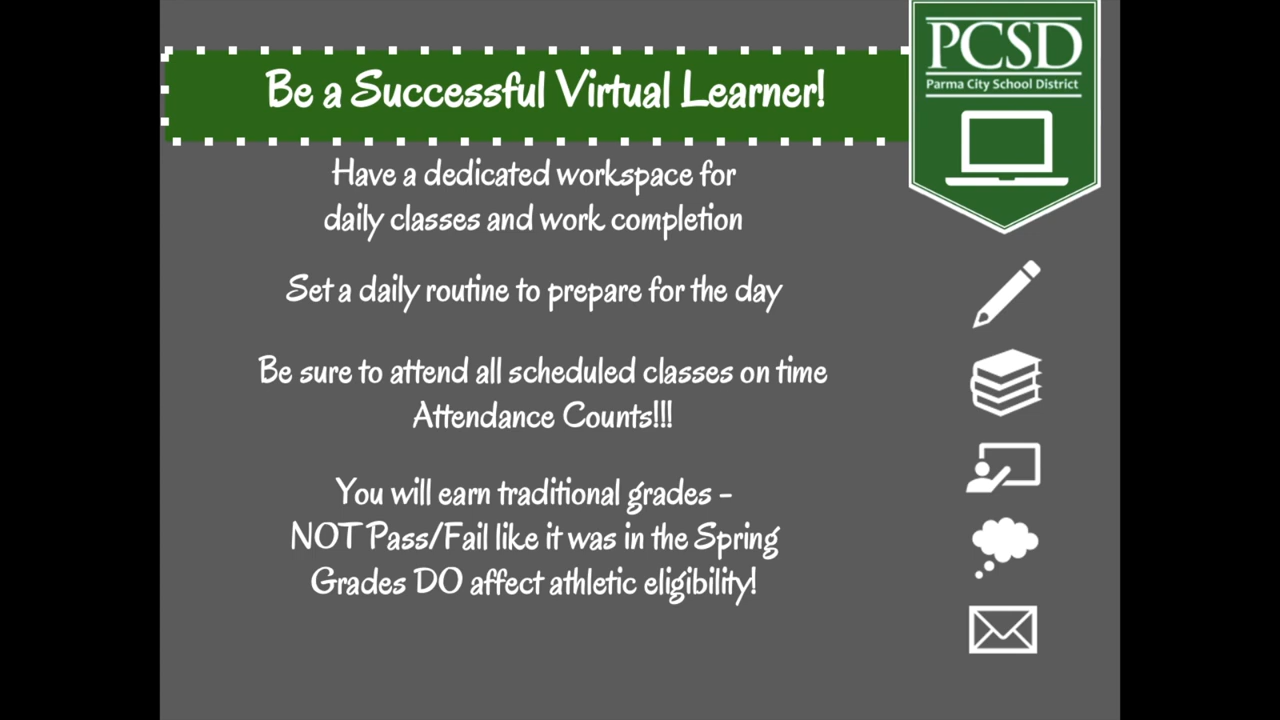 PCSD
Parma City School District
Be a Successful Virtual Learner!
Have a dedicated workspace for
daily classes and work completion
Set a daily routine to prepare for the day
Be sure to attend all scheduled classes on time
Attendance Counts!!!
You will earn traditional grades -
NOT Pass/Fail like it was in the Spring
Grades DO affect athletic eligibility!